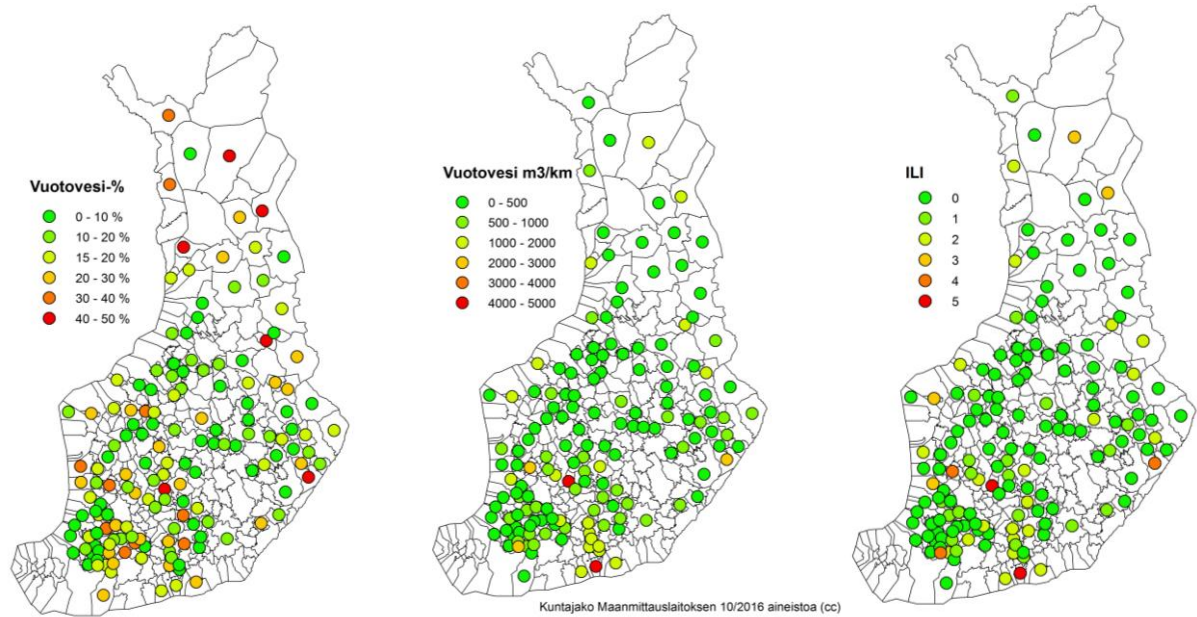 Vuotovesi-%
0 - 10 %
10 - 20 %
15 - 20 %
20 - 30 %
30 - 40 %
40 - 50 %
Vuotovesi m3/km
0 - 500
500 - 1000
1000 - 2000
2000 - 3000
3000 - 4000
4000 - 5000
ILI
0
1
2
3
4
5
Kuntajako Maanmittauslaitoksen 10/2016 aineistoa (cc)